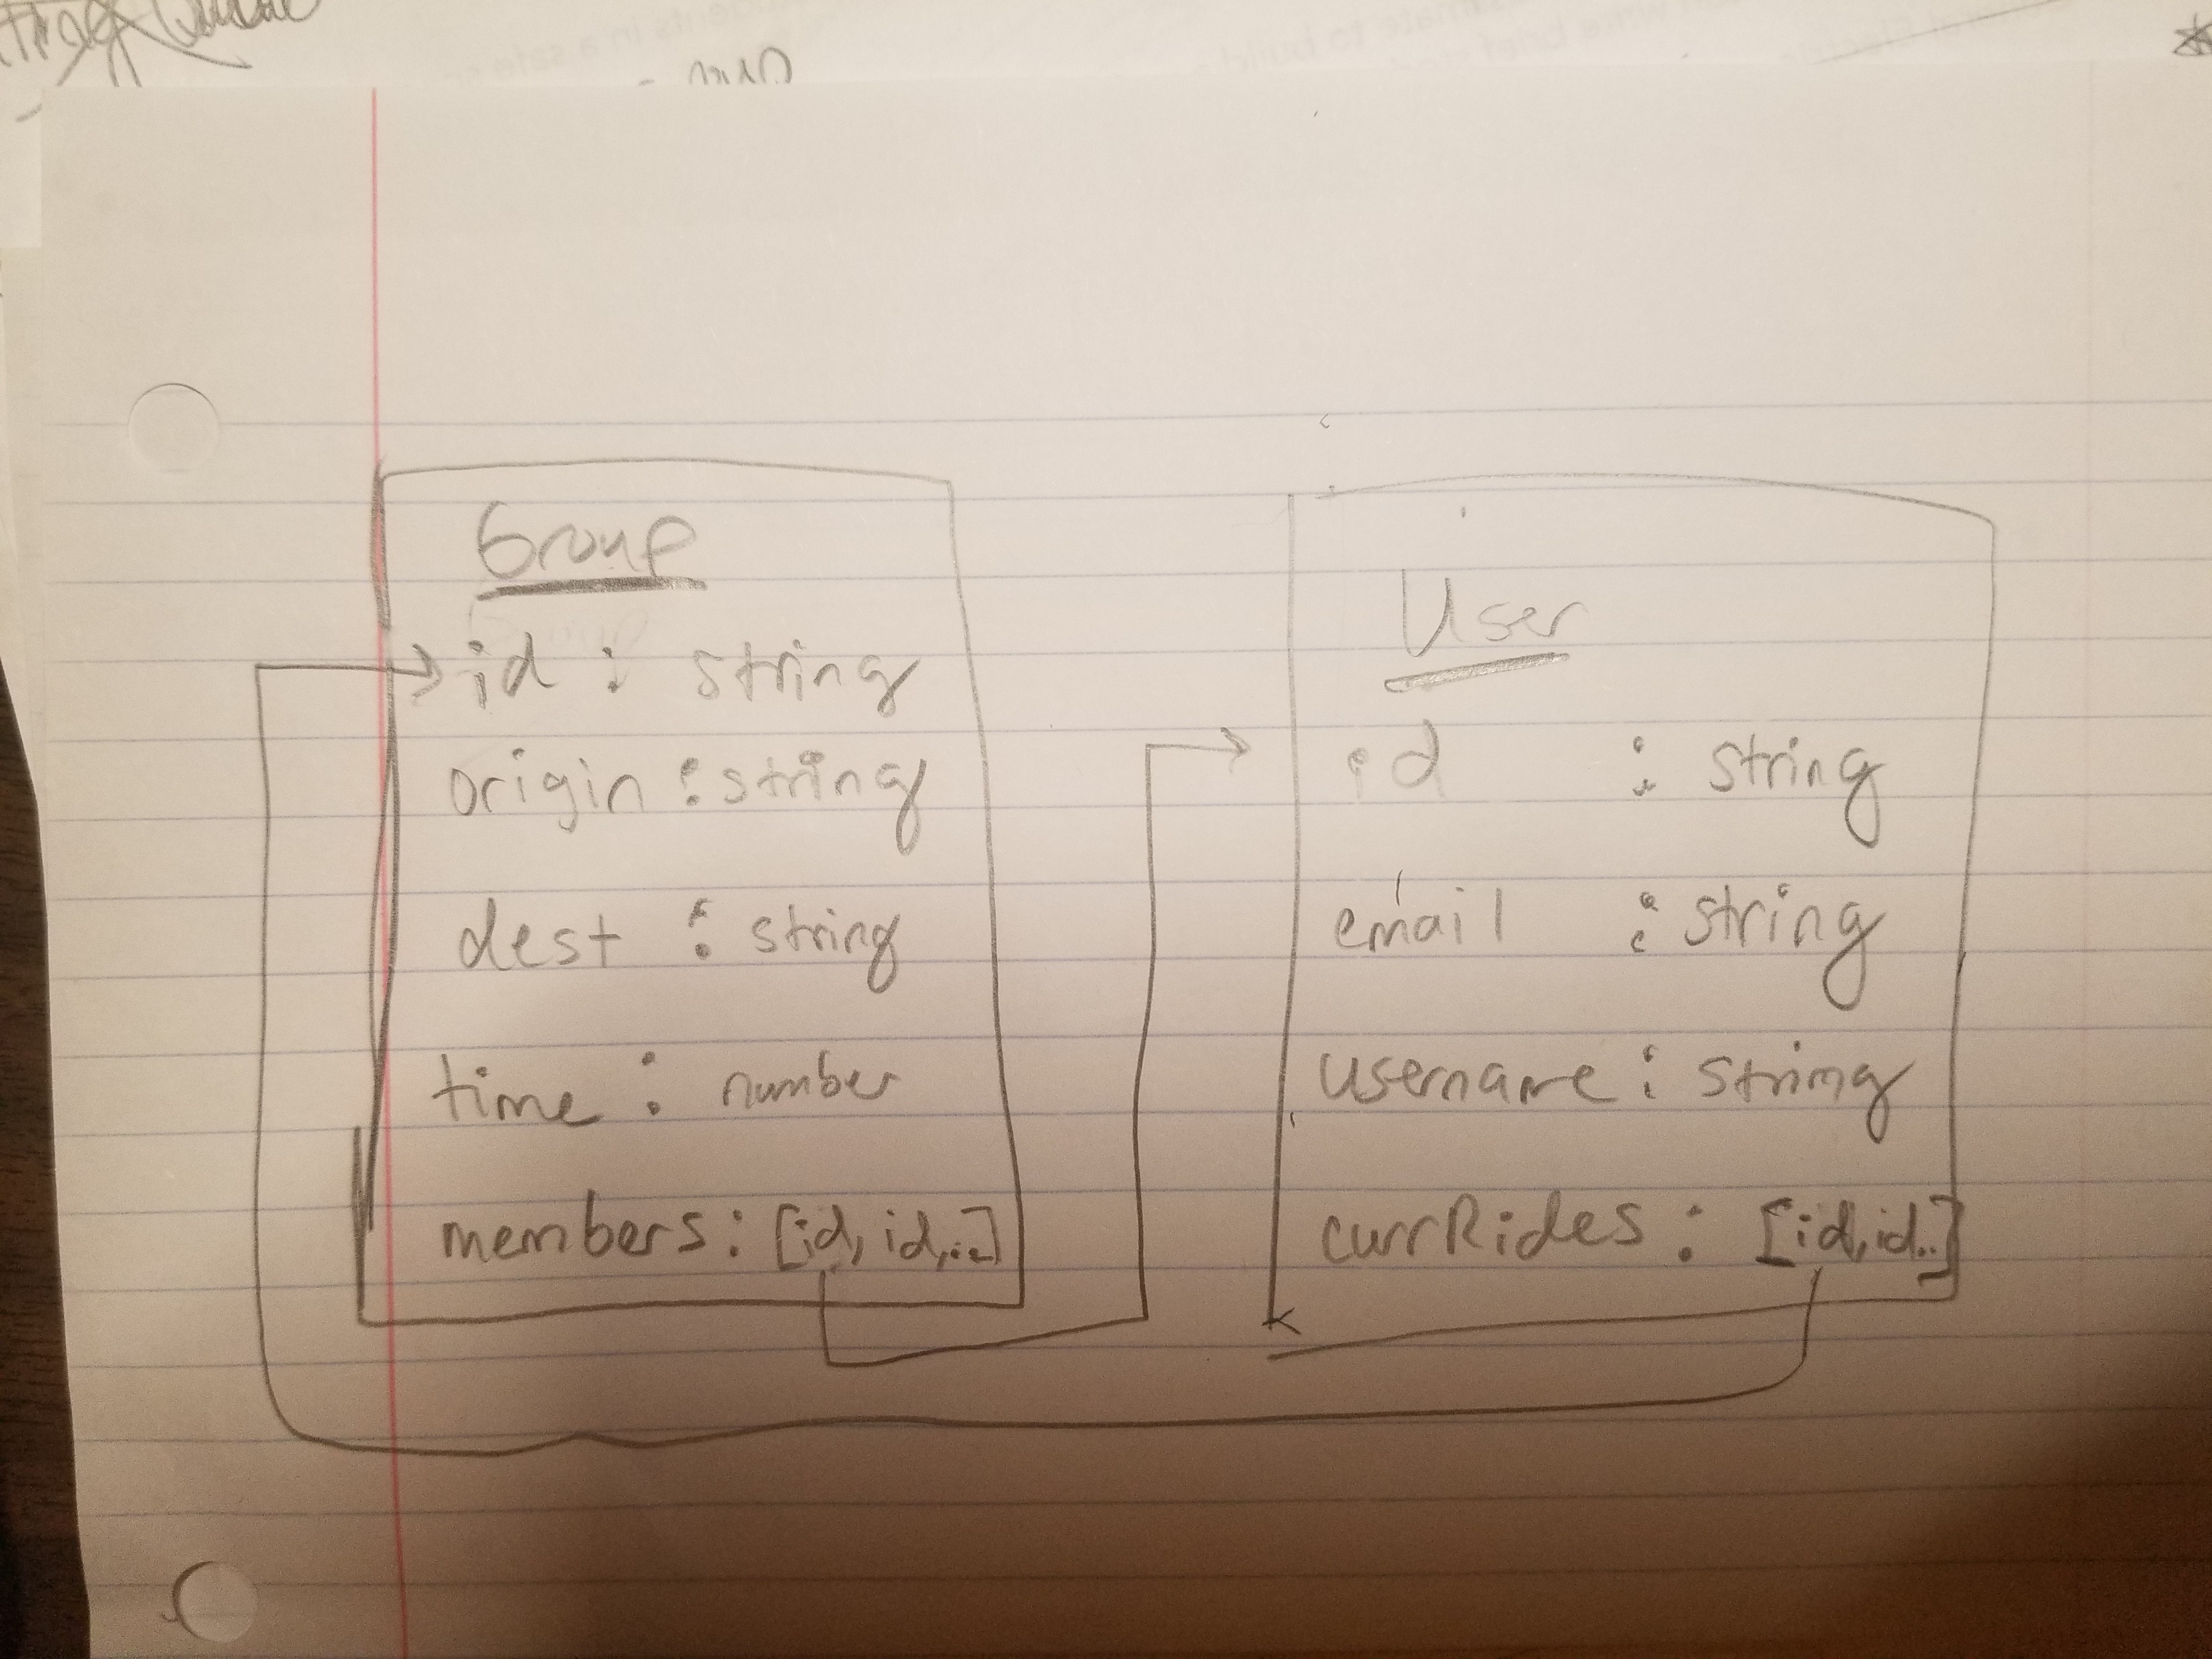 Group
id : string
origin : string
dest : string
time : number
members : [id, id, ..]
User
id : string
email : string
username : string
currRides : [id, id..]